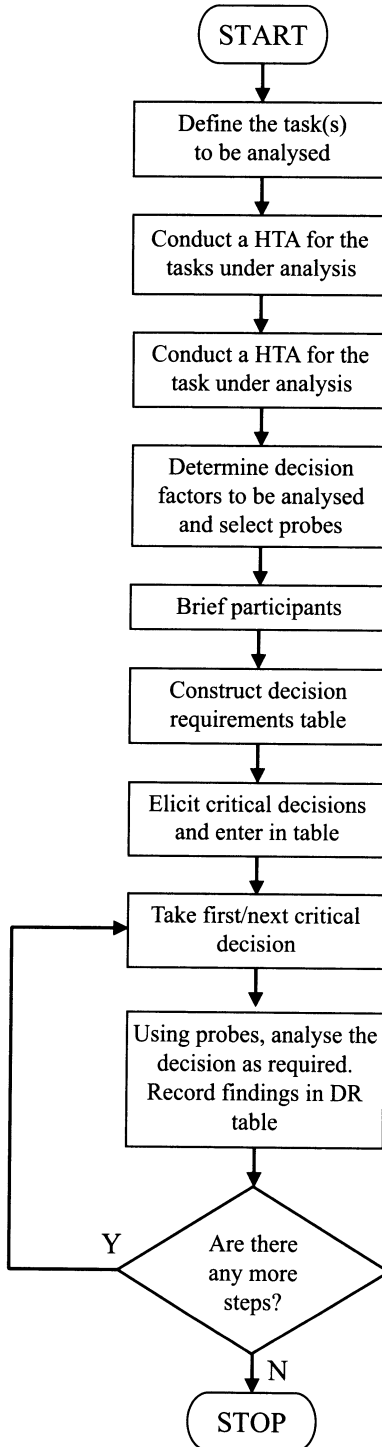 START
Define the task(s)
to be analysed
Conduct a HTA for the
tasks under analysis
Conduct a HTA for the
task under analysis
Determine decision
factors to be analysed
and select probes
Brief participants
Construct decision
requirements table
Elicit critical decisions
and enter in table
Take first/next critical
decision
Using probes, analyse the
decision as required.
Record findings in DR
table
Y
Are there
any more
steps?
N
STOP